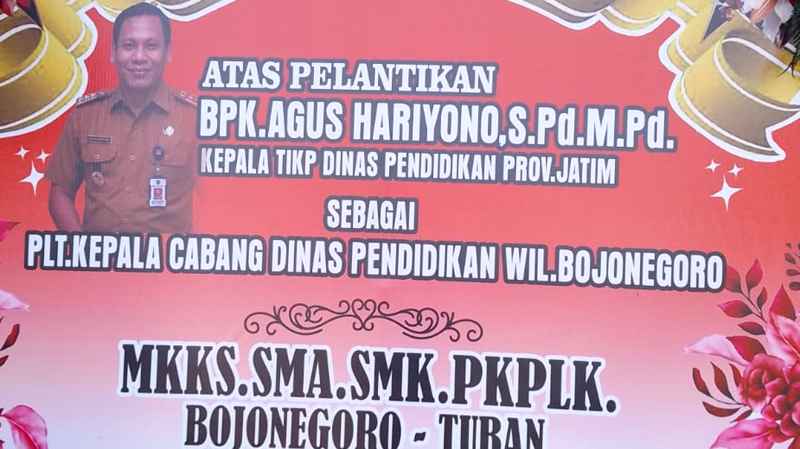 ATAS PELANTIKAN
BPK.AGUS HARIYONO,S.Pd.M.Pd.
KEPALA TIKP DINAS PENDIDIKAN PROV.JATIM
SEBAGAI
PLT.KEPALA CABANG DINAS PENDIDIKAN WIL.BOJONEGORO
MKKS.SMA.SMK.PKPLK.
BOJONEGORO - TUBAN